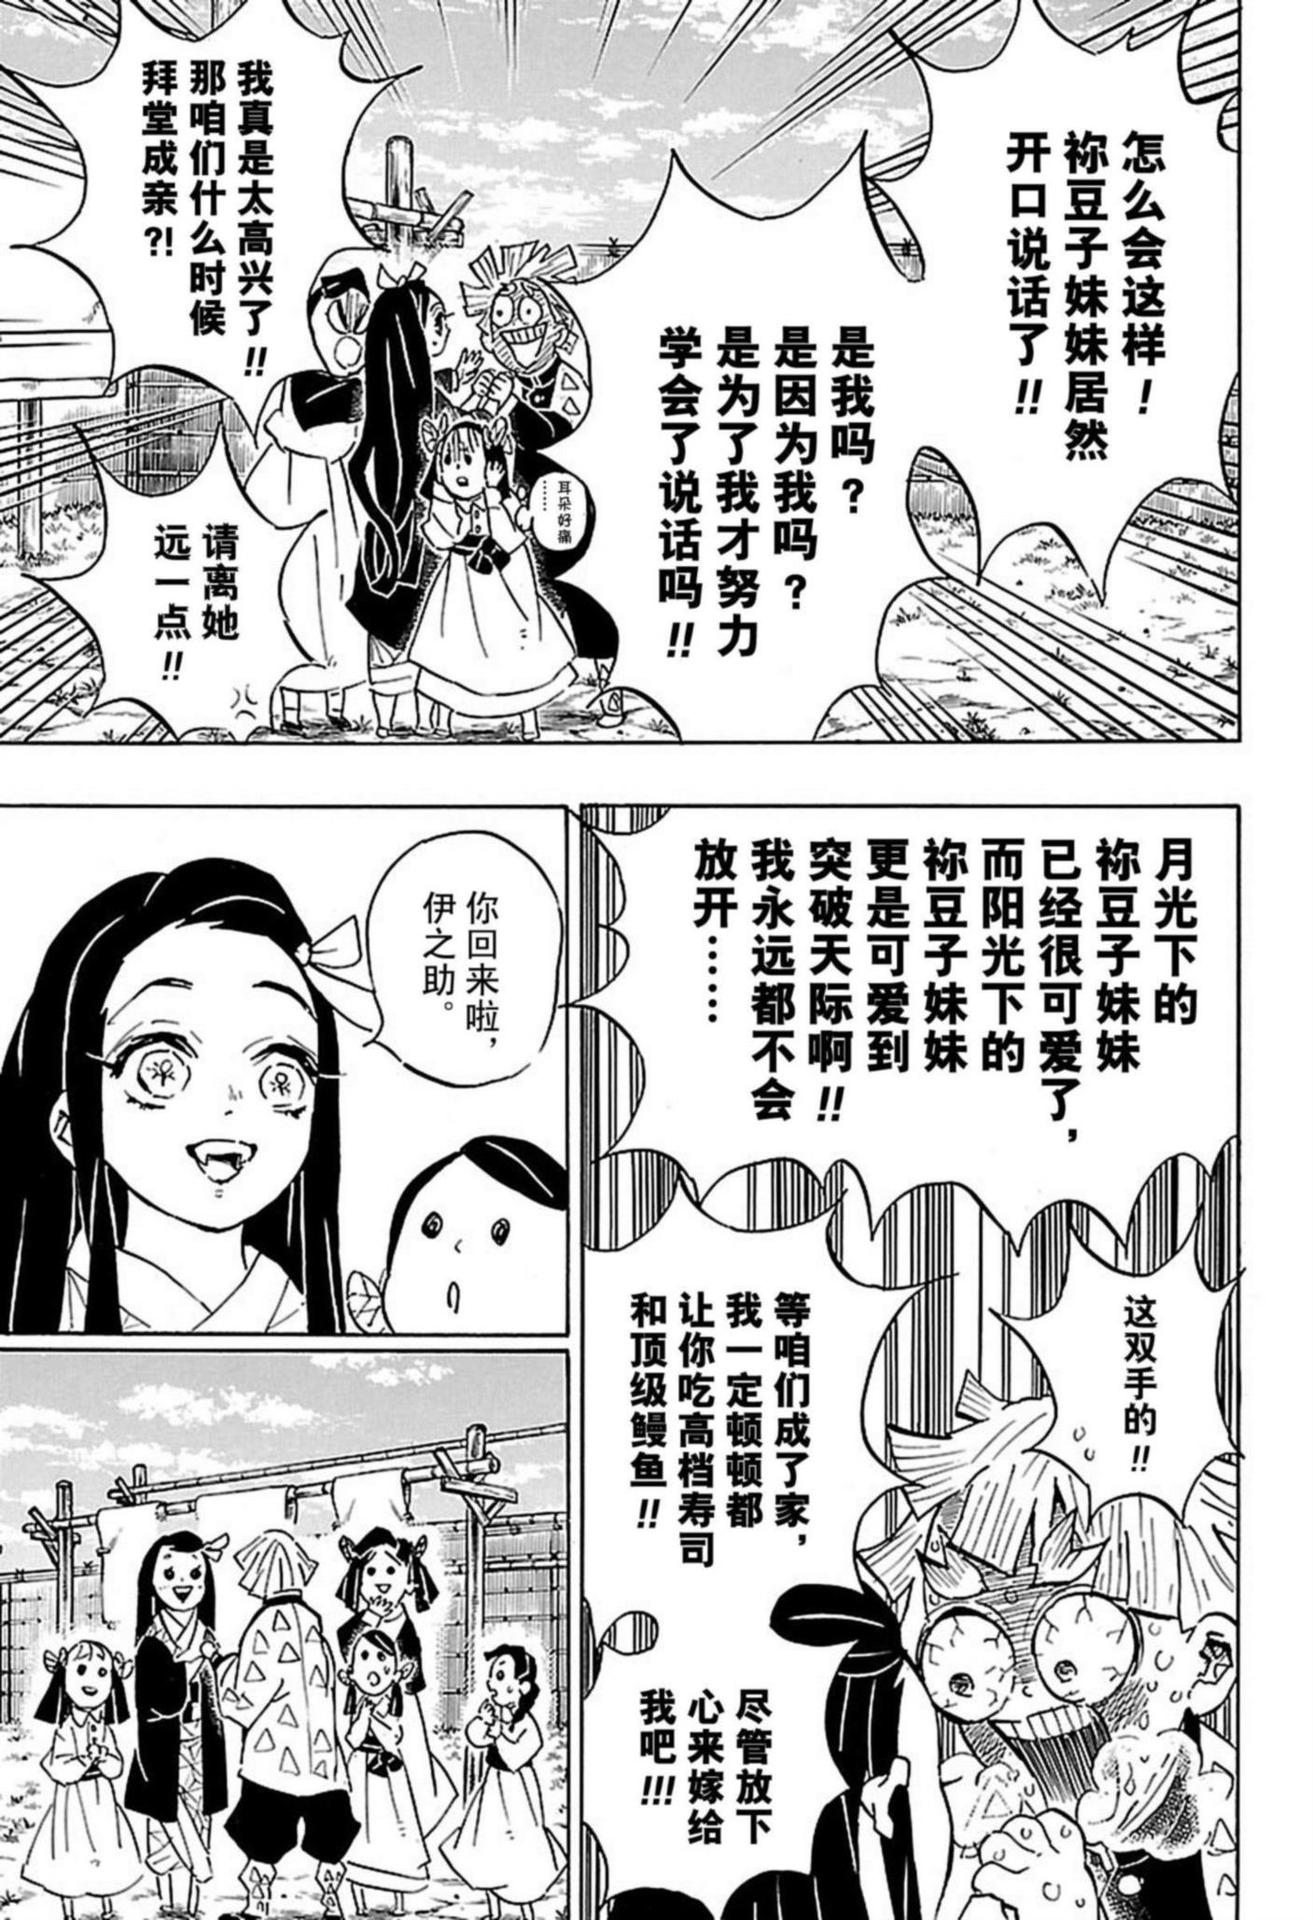 怎么会这样！
祢豆子妹妹居然
开口说话了!!
是我吗？
是因为我吗？
是为了我才努力
学会了说话吗!!
耳朵好痛
……
我真是太高兴了!!
那咱们什么时候
拜堂成亲?!
请离她
远一点!!
月光下的
祢豆子妹妹
已经很可爱了，
而阳光下的
祢豆子妹妹
更是可爱到
突破天际啊!!
我永远都不会
放开……
这双手的!!
等咱们成了家，
我一定顿顿都
让你吃高档寿司
和顶级鳗鱼!!
尽管放下
心来嫁给
我吧!!!
你回来啦，
伊之助。